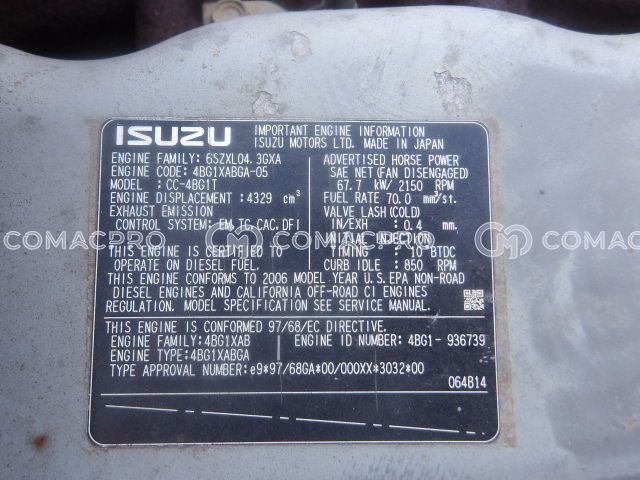 ISUZU
IMPORTANT ENGINE INFORMATION
ISUZU MOTORS LTD. MADE IN JAPAN
ENGINE FAMILY: 6SZXL04.3GXA
ENGINE CODE: 4BG1XABGA-05
MODEL: CC-4BG1T
ENGINE DISPLACEMENT: 4329 cm³
EXHAUST EMISSION
CONTROL SYSTEM: EM, TC, CAC, DFI
THIS ENGINE IS CERTIFIED TO
OPERATE ON DIESEL FUEL.
ADVERTISED HORSE POWER
SAE NET (FAN DISENGAGED)
67.7 kW/ 2150 RPM
FUEL RATE 70.0 mm³/st.
VALVE LASH (COLD)
IN/EXH : 0.4 mm.
INITIAL INJECTION
TIMING : 10°BTDC
CURB IDLE : 850 RPM
THIS ENGINE CONFORMS TO 2006 MODEL YEAR U.S. EPA NON-ROAD
DIESEL ENGINES AND CALIFORNIA OFF-ROAD CI ENGINES
REGULATION. MODEL SPECIFICATION SEE SERVICE MANUAL.
THIS ENGINE IS CONFORMED 97/68/EC DIRECTIVE.
ENGINE FAMILY: 4BG1XAB
ENGINE ID NUMBER: 4BG1- 936739
ENGINE TYPE: 4BG1XABGA
TYPE APPROVAL NUMBER: e9*97/68GA*00/000XX*3032*00
064B14
COMACPRO COMACPRO COMACPRO